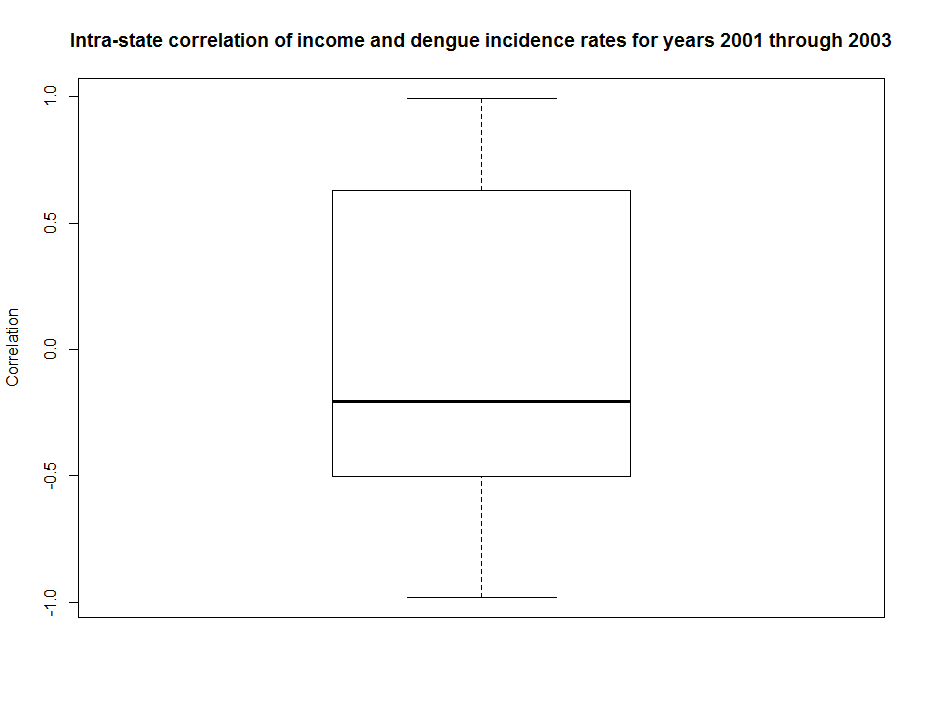 Intra-state correlation of income and dengue incidence rates for years 2001 through 2003
1.0
0.5
0.0
-0.5
-1.0
Correlation